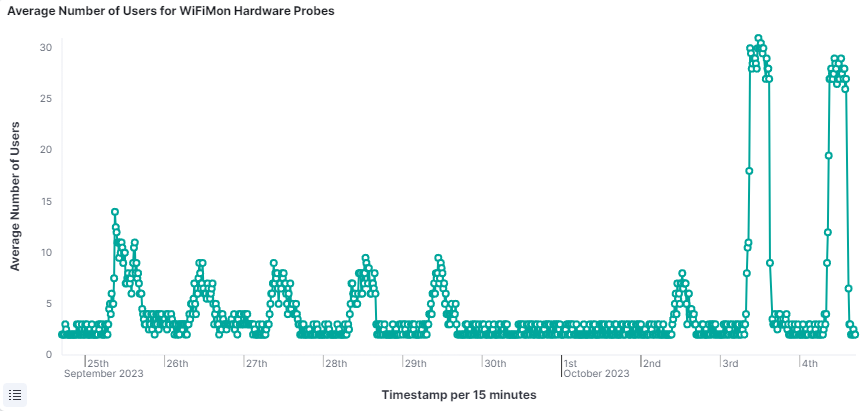 Average Number of Users for WiFiMon Hardware Probes
Average Number of Users
30
25
20
15
10
5
0
25th 26th 27th 28th 29th 30th 1st 2nd 3rd 4th
September 2023 October 2023
Timestamp per 15 minutes